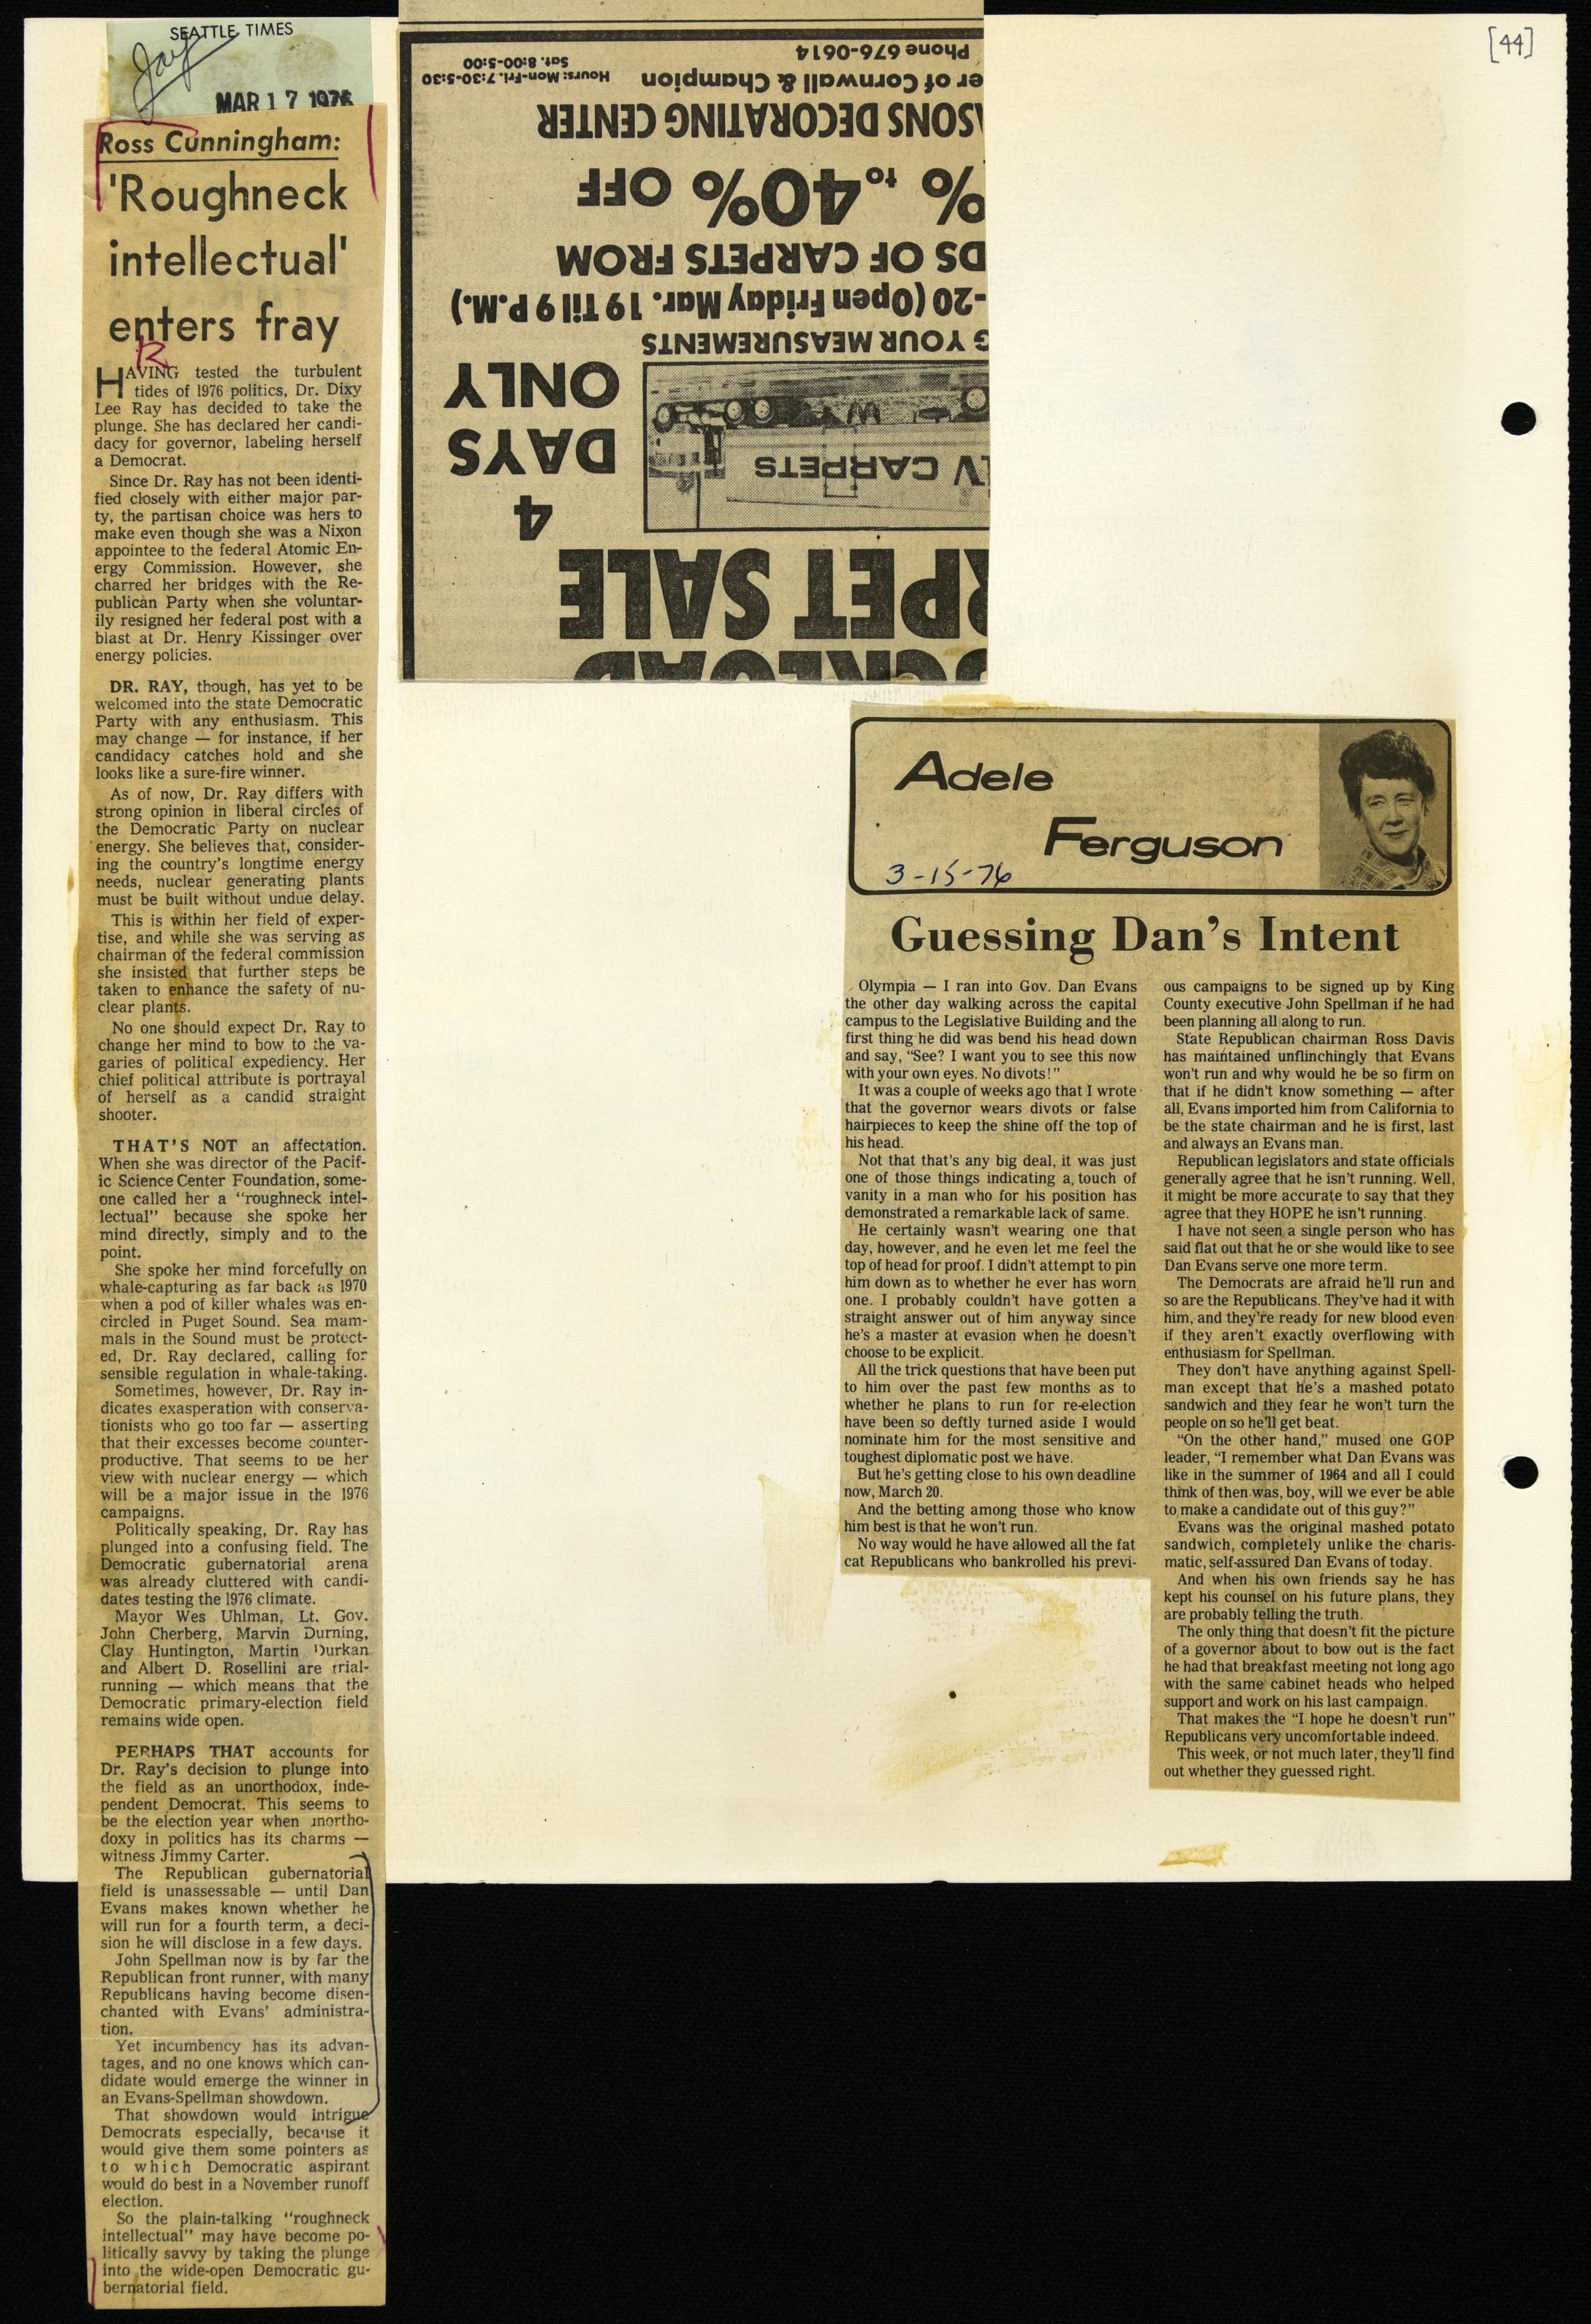 [44]
SEATTLE TIMES
Jay
MAR 17 1976
Ross Cunningham:
'Roughneck
intellectual'
enters fray
R
HAVING tested the turbulent
tides of 1976 politics, Dr. Dixy
Lee Ray has decided to take the
plunge. She has declared her candi-
dacy for governor, labeling herself
a Democrat.
Since Dr. Ray has not been identi-
fied closely with either major par-
ty, the partisan choice was hers to
make even though she was a Nixon
appointee to the federal Atomic En-
ergy Commission. However, she
charred her bridges with the Re-
publican Party when she voluntar-
ily resigned her federal post with a
blast at Dr. Henry Kissinger over
energy policies.
DR. RAY, though, has yet to be
welcomed into the state Democratic
Party with any enthusiasm. This
may change — for instance, if her
candidacy catches hold and she
looks like a sure-fire winner.
As of now, Dr. Ray differs with
strong opinion in liberal circles of
the Democratic Party on nuclear
energy. She believes that, consider-
ing the country's longtime energy
needs, nuclear generating plants
must be built without undue delay.
This is within her field of exper-
tise, and while she was serving as
chairman of the federal commission
she insisted that further steps be
taken to enhance the safety of nu-
clear plants.
No one should expect Dr. Ray to
change her mind to bow to the va-
garies of political expediency. Her
chief political attribute is portrayal
of herself as a candid straight
shooter.
THAT'S NOT an affectation.
When she was director of the Pacif-
ic Science Center Foundation, some-
one called her a "roughneck intel-
lectual" because she spoke her
mind directly, simply and to the
point.
She spoke her mind forcefully on
whale-capturing as far back as 1970
when a pod of killer whales was en-
circled in Puget Sound. Sea mam-
mals in the Sound must be protect-
ed, Dr. Ray declared, calling for
sensible regulation in whale-taking.
Sometimes, however, Dr. Ray in-
dicates exasperation with conserva-
tionists who go too far — asserting
that their excesses become counter-
productive. That seems to be her
view with nuclear energy — which
will be a major issue in the 1976
campaigns.
Politically speaking, Dr. Ray has
plunged into a confusing field. The
Democratic gubernatorial arena
was already cluttered with candi-
dates testing the 1976 climate.
Mayor Wes Uhlman, Lt. Gov.
John Cherberg, Marvin Durning,
Clay Huntington, Martin Durkan
and Albert D. Rosellini are trial-
running — which means that the
Democratic primary-election field
remains wide open.
PERHAPS THAT accounts for
Dr. Ray's decision to plunge into
the field as an unorthodox, inde-
pendent Democrat. This seems to
be the election year when unortho-
doxy in politics has its charms —
witness Jimmy Carter.
The Republican gubernatorial
field is unassessable — until Dan
Evans makes known whether he
will run for a fourth term, a deci-
sion he will disclose in a few days.
John Spellman now is by far the
Republican front runner, with many
Republicans having become disen-
chanted with Evans' administra-
tion.
Yet incumbency has its advan-
tages, and no one knows which can-
didate would emerge the winner in
an Evans-Spellman showdown.
That showdown would intrigue
Democrats especially, because it
would give them some pointers as
to which Democratic aspirant
would do best in a November runoff
election.
So the plain-talking "roughneck
intellectual" may have become po-
litically savvy by taking the plunge
into the wide-open Democratic gu-
bernatorial field.
CKLOAD
RPET SALE
4
DAYS
ONLY
LV CARPETS
G YOUR MEASUREMENTS
-20 (Open Friday Mar. 19 Til 9 P.M.)
DS OF CARPETS FROM
% to 40% OFF
SONS DECORATING CENTER
er of Cornwall & Champion
Phone 676-0614
Hours: Mon.-Fri. 7:30-5:30
Sat. 8:00-5:00
Adele
Ferguson
3-15-76
Guessing Dan's Intent
Olympia — I ran into Gov. Dan Evans
the other day walking across the capital
campus to the Legislative Building and the
first thing he did was bend his head down
and say, "See? I want you to see this now
with your own eyes. No divots!"
It was a couple of weeks ago that I wrote
that the governor wears divots or false
hairpieces to keep the shine off the top of
his head.
Not that that's any big deal, it was just
one of those things indicating a touch of
vanity in a man who for his position has
demonstrated a remarkable lack of same.
He certainly wasn't wearing one that
day, however, and he even let me feel the
top of head for proof. I didn't attempt to pin
him down as to whether he ever has worn
one. I probably couldn't have gotten a
straight answer out of him anyway since
he's a master at evasion when he doesn't
choose to be explicit.
All the trick questions that have been put
to him over the past few months as to
whether he plans to run for re-election
have been so deftly turned aside I would
nominate him for the most sensitive and
toughest diplomatic post we have.
But he's getting close to his own deadline
now, March 20.
And the betting among those who know
him best is that he won't run.
No way would he have allowed all the fat
cat Republicans who bankrolled his previ-
ous campaigns to be signed up by King
County executive John Spellman if he had
been planning all along to run.
State Republican chairman Ross Davis
has maintained unflinchingly that Evans
won't run and why would he be so firm on
that if he didn't know something — after
all, Evans imported him from California to
be the state chairman and he is first, last
and always an Evans man.
Republican legislators and state officials
generally agree that he isn't running. Well,
it might be more accurate to say that they
agree that they HOPE he isn't running.
I have not seen a single person who has
said flat out that he or she would like to see
Dan Evans serve one more term.
The Democrats are afraid he'll run and
so are the Republicans. They've had it with
him, and they're ready for new blood even
if they aren't exactly overflowing with
enthusiasm for Spellman.
They don't have anything against Spell-
man except that he's a mashed potato
sandwich and they fear he won't turn the
people on so he'll get beat.
"On the other hand," mused one GOP
leader, "I remember what Dan Evans was
like in the summer of 1964 and all I could
think of then was, boy, will we ever be able
to make a candidate out of this guy?"
Evans was the original mashed potato
sandwich, completely unlike the charis-
matic, self-assured Dan Evans of today.
And when his own friends say he has
kept his counsel on his future plans, they
are probably telling the truth.
The only thing that doesn't fit the picture
of a governor about to bow out is the fact
he had that breakfast meeting not long ago
with the same cabinet heads who helped
support and work on his last campaign.
That makes the "I hope he doesn't run"
Republicans very uncomfortable indeed.
This week, or not much later, they'll find
out whether they guessed right.